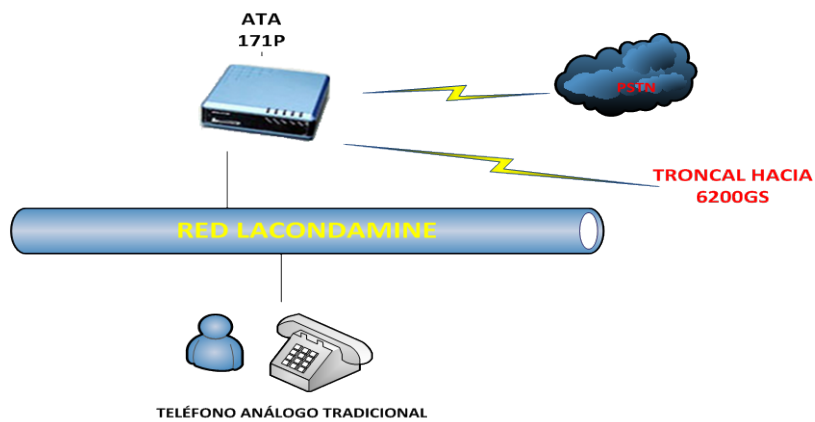 ATA
171P
PSTN
TRONCAL HACIA
6200GS
RED LACONDAMINE
TELÉFONO ANÁLOGO TRADICIONAL